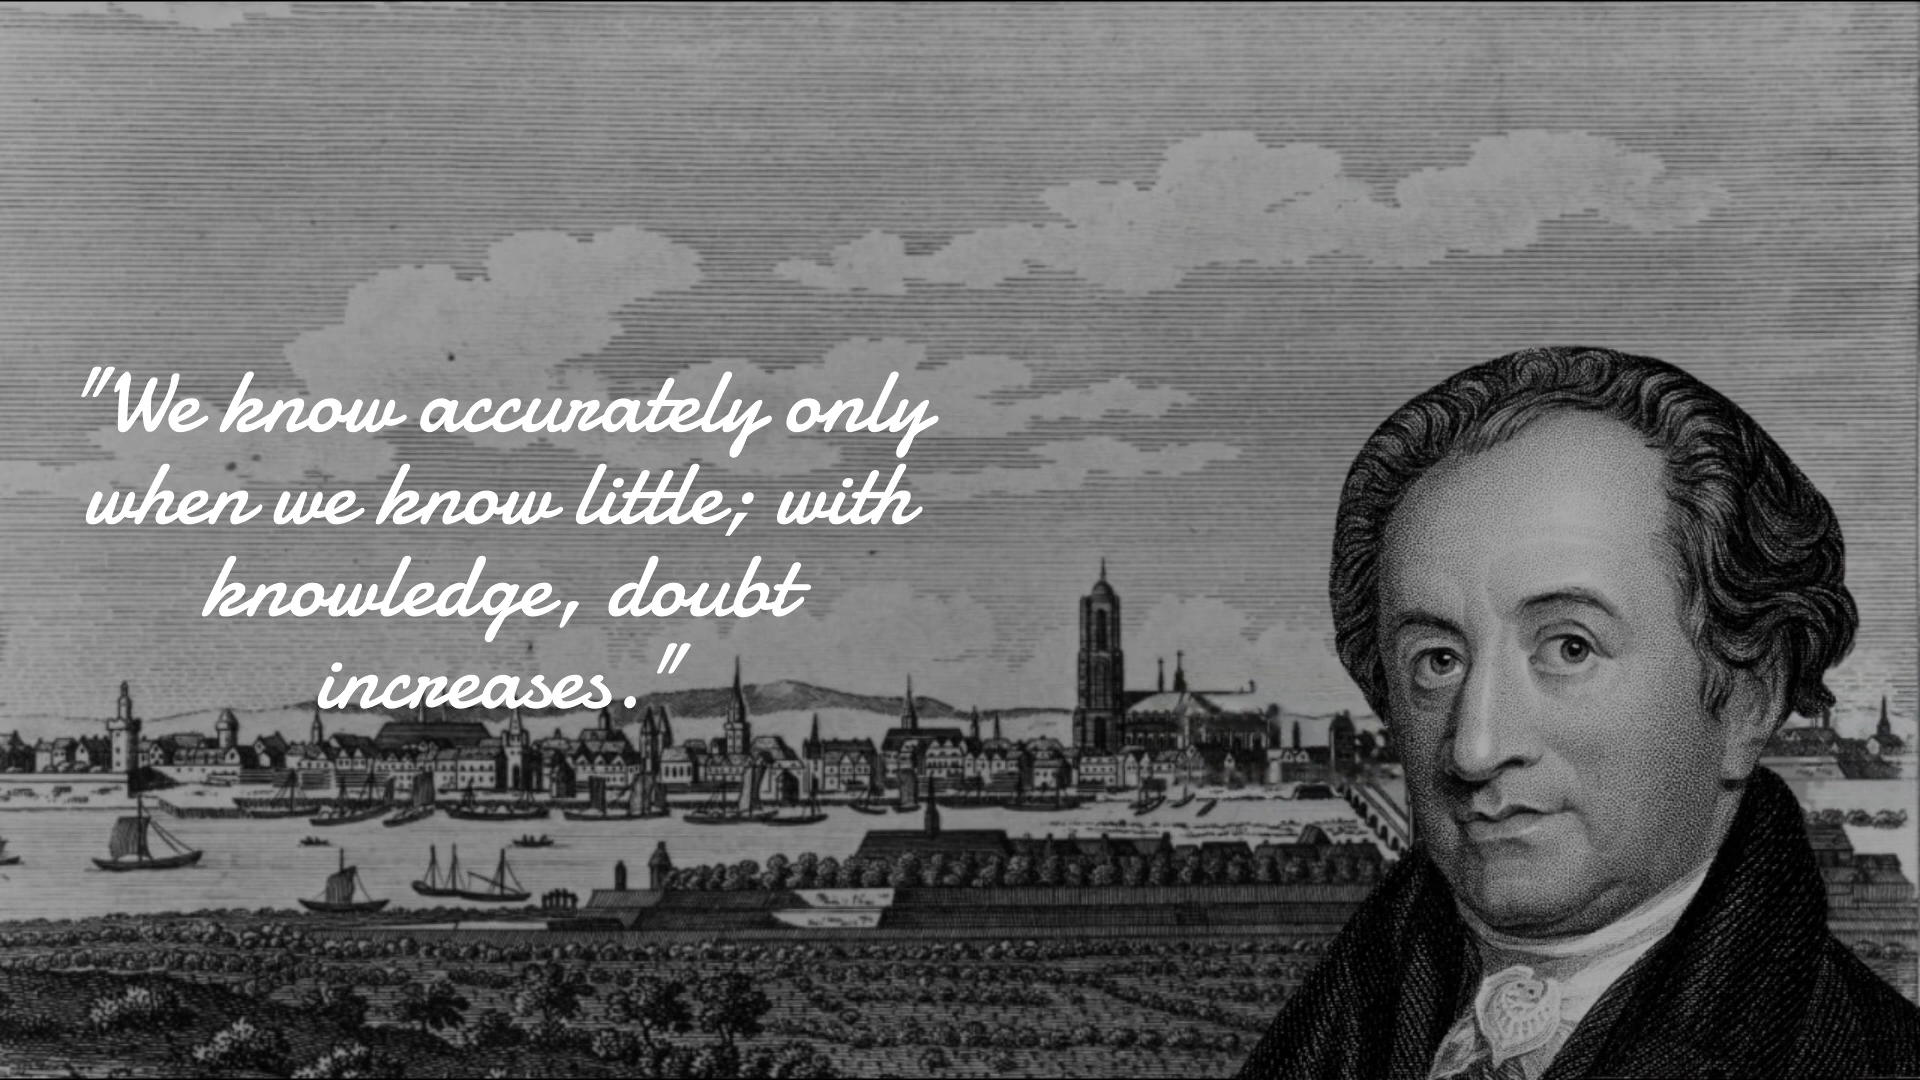 "We know accurately only
when we know little; with
knowledge, doubt
increases."